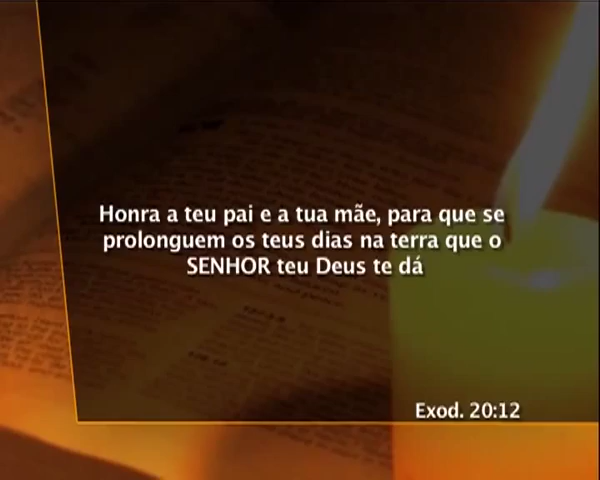 Honra a teu pai e a tua mãe, para que se
prolonguem os teus dias na terra que o
SENHOR teu Deus te dá
Exod. 20:12